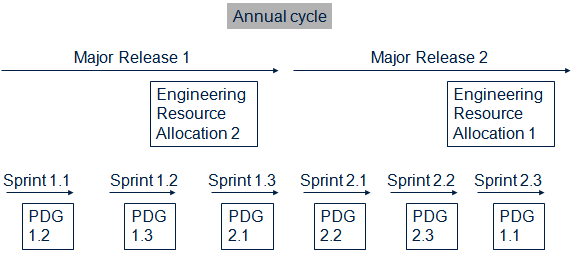 Annual cycle
Major Release 1
Major Release 2
Engineering
Resource
Allocation 2
Engineering
Resource
Allocation 1
Sprint 1.1
Sprint 1.2
Sprint 1.3
Sprint 2.1
Sprint 2.2
Sprint 2.3
PDG
1.2
PDG
1.3
PDG
2.1
PDG
2.2
PDG
2.3
PDG
1.1